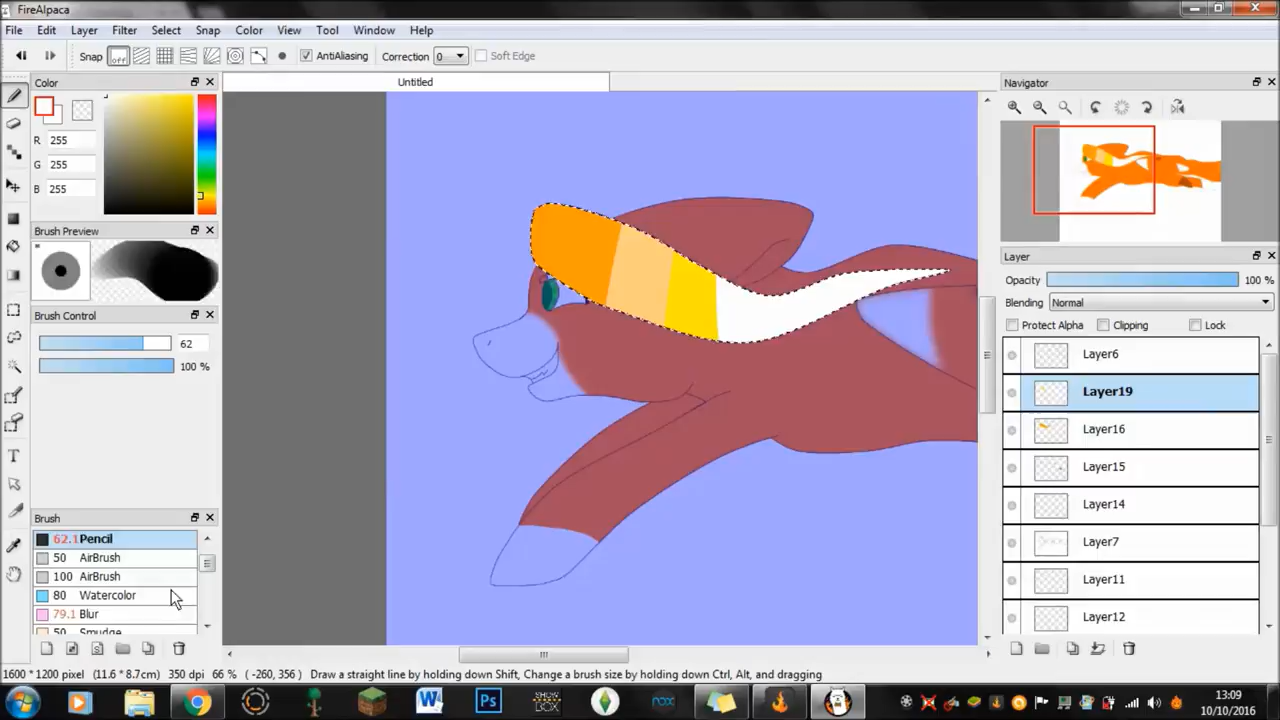 FireAlpaca
File Edit Layer Filter Select Snap Color View Tool Window Help
Snap off AntiAliasing Correction 0 Soft Edge
Color Untitled Navigator
R 255
G 255
B 255
Brush Preview
Layer
Opacity 100 %
Blending Normal
Brush Control
Protect Alpha Clipping Lock
62
100 %
Layer6
Layer19
Layer16
Layer15
Layer14
Layer7
Layer11
Layer12
Brush
62.1 Pencil
50 AirBrush
100 AirBrush
80 Watercolor
79.1 Blur
50 Smudge
1600 * 1200 pixel (11.6 * 8.7cm) 350 dpi 66 % ( -260, 356 ) Draw a straight line by holding down Shift, Change a brush size by holding down Ctrl, Alt, and dragging
W Ps SHOW BOX nox
13:09
10/10/2016